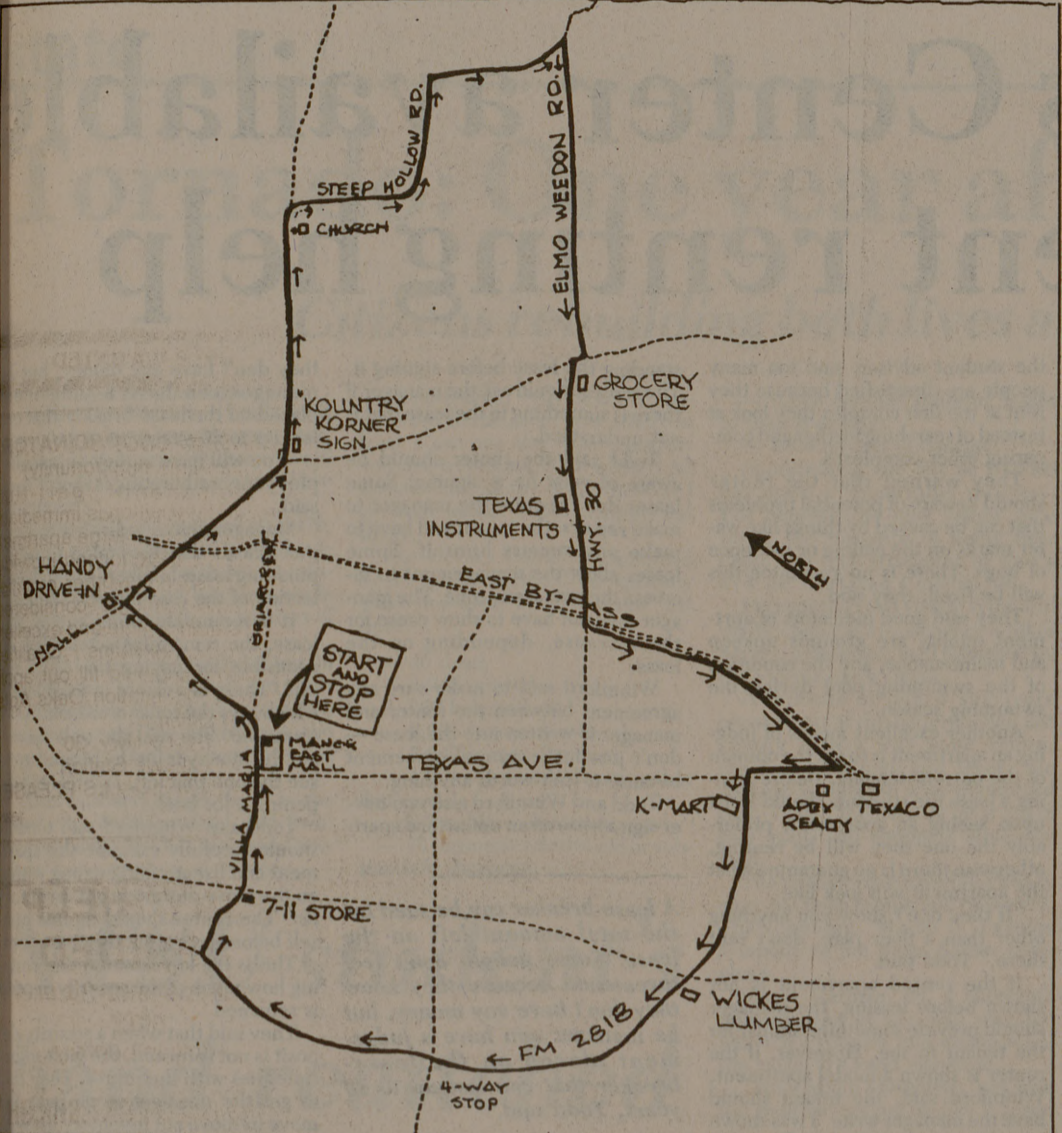 STEEP HOLLOW RD.
CHURCH
ELMO WEEDON RD.
GROCERY
STORE
"KOUNTRY
KORNER"
SIGN
TEXAS
INSTRUMENTS
HWY. 30
NORTH
HANDY
DRIVE-IN
BRIARCREST
EAST BY-PASS
START
AND
STOP
HERE
MANOR
EAST
MALL
TEXAS AVE.
VILLA MARIA
K-MART
APEX
READY
TEXACO
7-11 STORE
WICKES
LUMBER
FM 2818
4-WAY
STOP